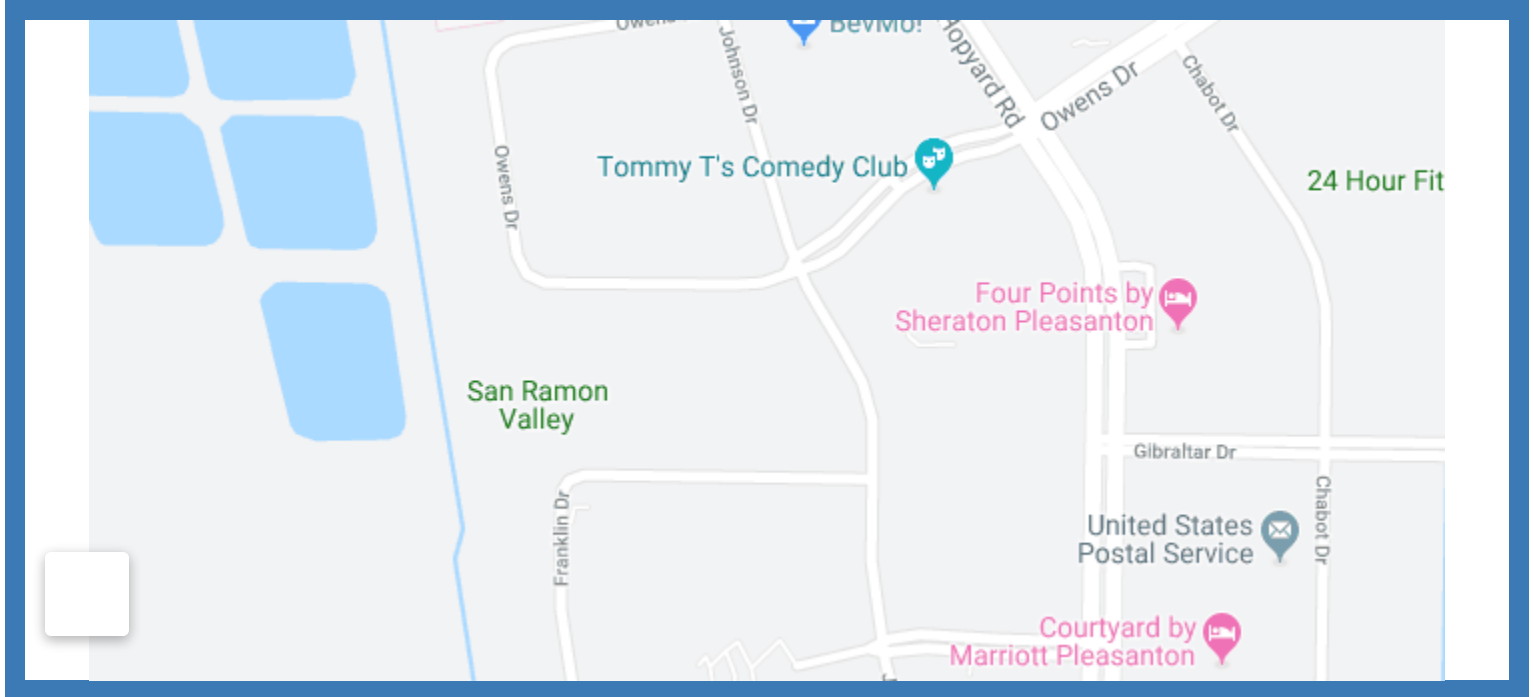 Owens
BevMo!
Johnson Dr
Hopyard Rd
Owens Dr
Chabot Dr
Owens Dr
Tommy T's Comedy Club
24 Hour Fit
Four Points by
Sheraton Pleasanton
San Ramon
Valley
Gibraltar Dr
Franklin Dr
United States
Postal Service
Chabot Dr
Courtyard by
Marriott Pleasanton